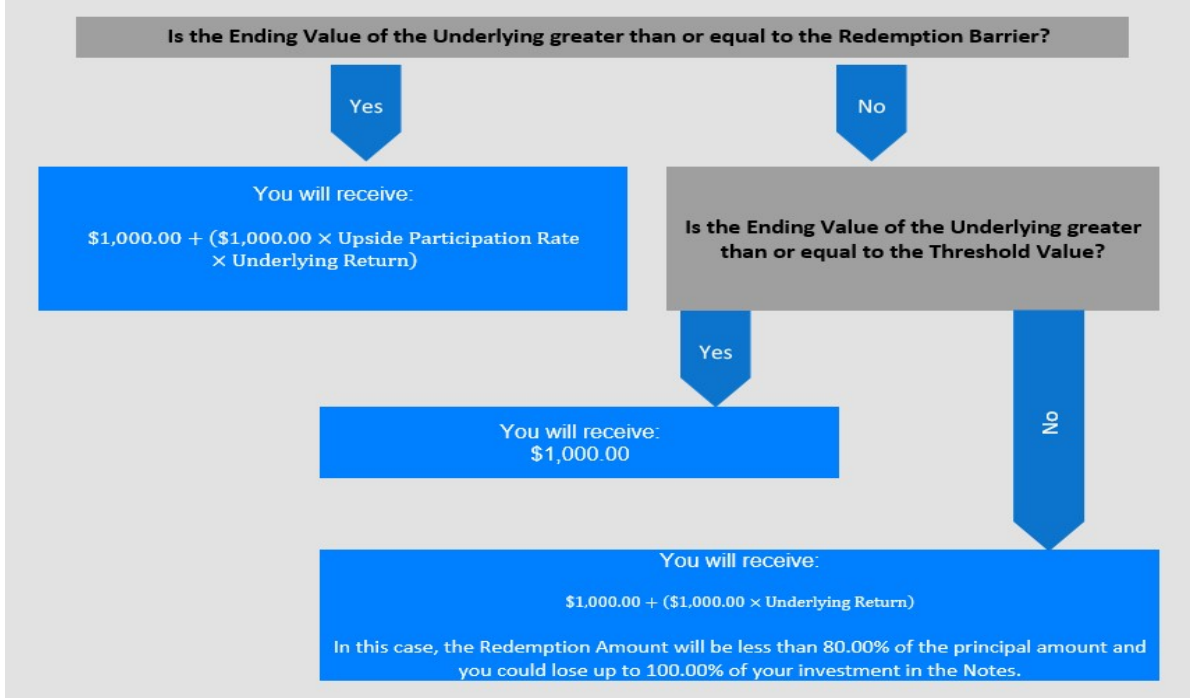 Is the Ending Value of the Underlying greater than or equal to the Redemption Barrier?
Yes
No
You will receive:
$1,000.00 + ($1,000.00 × Upside Participation Rate
× Underlying Return)
Is the Ending Value of the Underlying greater
than or equal to the Threshold Value?
Yes
No
You will receive:
$1,000.00
You will receive:
$1,000.00 + ($1,000.00 × Underlying Return)
In this case, the Redemption Amount will be less than 80.00% of the principal amount and
you could lose up to 100.00% of your investment in the Notes.